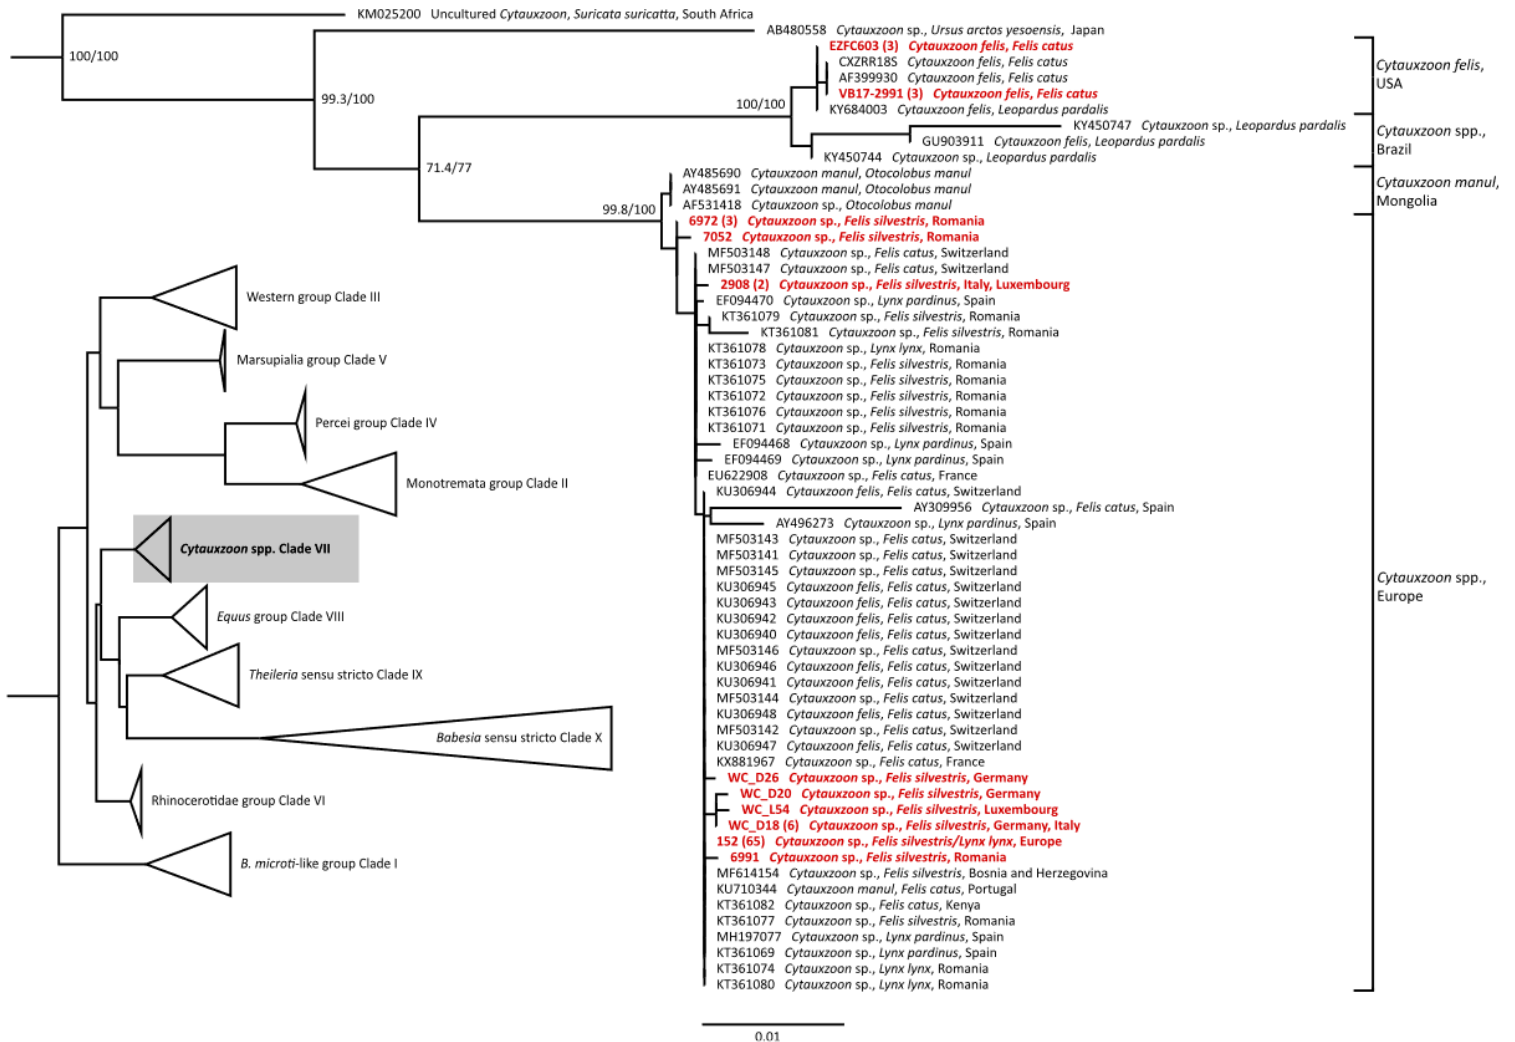 KM025200 Uncultured Cytauxzoon, Suricata suricatta, South Africa
AB480558 Cytauxzoon sp., Ursus arctos yesoensis, Japan
100/100
99.3/100
71.4/77
100/100
99.8/100
EZFC603 (3) Cytauxzoon felis, Felis catus
CXZRR18S Cytauxzoon felis, Felis catus
AF399930 Cytauxzoon felis, Felis catus
VB17-2991 (3) Cytauxzoon felis, Felis catus
KY684003 Cytauxzoon felis, Leopardus pardalis
KY450747 Cytauxzoon sp., Leopardus pardalis
GU903911 Cytauxzoon felis, Leopardus pardalis
KY450744 Cytauxzoon sp., Leopardus pardalis
AY485690 Cytauxzoon manul, Otocolobus manul
AY485691 Cytauxzoon manul, Otocolobus manul
AF531418 Cytauxzoon sp., Otocolobus manul
6972 (3) Cytauxzoon sp., Felis silvestris, Romania
7052 Cytauxzoon sp., Felis silvestris, Romania
MF503148 Cytauxzoon sp., Felis catus, Switzerland
MF503147 Cytauxzoon sp., Felis catus, Switzerland
2908 (2) Cytauxzoon sp., Felis silvestris, Italy, Luxembourg
EF094470 Cytauxzoon sp., Lynx pardinus, Spain
KT361079 Cytauxzoon sp., Felis silvestris, Romania
KT361081 Cytauxzoon sp., Felis silvestris, Romania
KT361078 Cytauxzoon sp., Lynx lynx, Romania
KT361073 Cytauxzoon sp., Felis silvestris, Romania
KT361075 Cytauxzoon sp., Felis silvestris, Romania
KT361072 Cytauxzoon sp., Felis silvestris, Romania
KT361076 Cytauxzoon sp., Felis silvestris, Romania
KT361071 Cytauxzoon sp., Felis silvestris, Romania
EF094468 Cytauxzoon sp., Lynx pardinus, Spain
EF094469 Cytauxzoon sp., Lynx pardinus, Spain
EU622908 Cytauxzoon sp., Felis catus, France
KU306944 Cytauxzoon felis, Felis catus, Switzerland
AY309956 Cytauxzoon sp., Felis catus, Spain
AY496273 Cytauxzoon sp., Lynx pardinus, Spain
MF503143 Cytauxzoon sp., Felis catus, Switzerland
MF503141 Cytauxzoon sp., Felis catus, Switzerland
MF503145 Cytauxzoon sp., Felis catus, Switzerland
KU306945 Cytauxzoon felis, Felis catus, Switzerland
KU306943 Cytauxzoon felis, Felis catus, Switzerland
KU306942 Cytauxzoon felis, Felis catus, Switzerland
KU306940 Cytauxzoon felis, Felis catus, Switzerland
MF503146 Cytauxzoon sp., Felis catus, Switzerland
KU306946 Cytauxzoon felis, Felis catus, Switzerland
KU306941 Cytauxzoon felis, Felis catus, Switzerland
MF503144 Cytauxzoon sp., Felis catus, Switzerland
KU306948 Cytauxzoon felis, Felis catus, Switzerland
MF503142 Cytauxzoon sp., Felis catus, Switzerland
KU306947 Cytauxzoon felis, Felis catus, Switzerland
KX881967 Cytauxzoon sp., Felis catus, France
WC_D26 Cytauxzoon sp., Felis silvestris, Germany
WC_D20 Cytauxzoon sp., Felis silvestris, Germany
WC_L54 Cytauxzoon sp., Felis silvestris, Luxembourg
WC_D18 (6) Cytauxzoon sp., Felis silvestris, Germany, Italy
152 (65) Cytauxzoon sp., Felis silvestris/Lynx lynx, Europe
6991 Cytauxzoon sp., Felis silvestris, Romania
MF614154 Cytauxzoon sp., Felis silvestris, Bosnia and Herzegovina
KU710344 Cytauxzoon manul, Felis catus, Portugal
KT361082 Cytauxzoon sp., Felis catus, Kenya
KT361077 Cytauxzoon sp., Felis silvestris, Romania
MH197077 Cytauxzoon sp., Lynx pardinus, Spain
KT361069 Cytauxzoon sp., Lynx pardinus, Spain
KT361074 Cytauxzoon sp., Lynx lynx, Romania
KT361080 Cytauxzoon sp., Lynx lynx, Romania
0.01
Cytauxzoon felis,
USA
Cytauxzoon spp.,
Brazil
Cytauxzoon manul,
Mongolia
Cytauxzoon spp.,
Europe
Western group Clade III
Marsupialia group Clade V
Percei group Clade IV
Monotremata group Clade II
Cytauxzoon spp. Clade VII
Equus group Clade VIII
Theileria sensu stricto Clade IX
Babesia sensu stricto Clade X
Rhinocerotidae group Clade VI
B. microti-like group Clade I